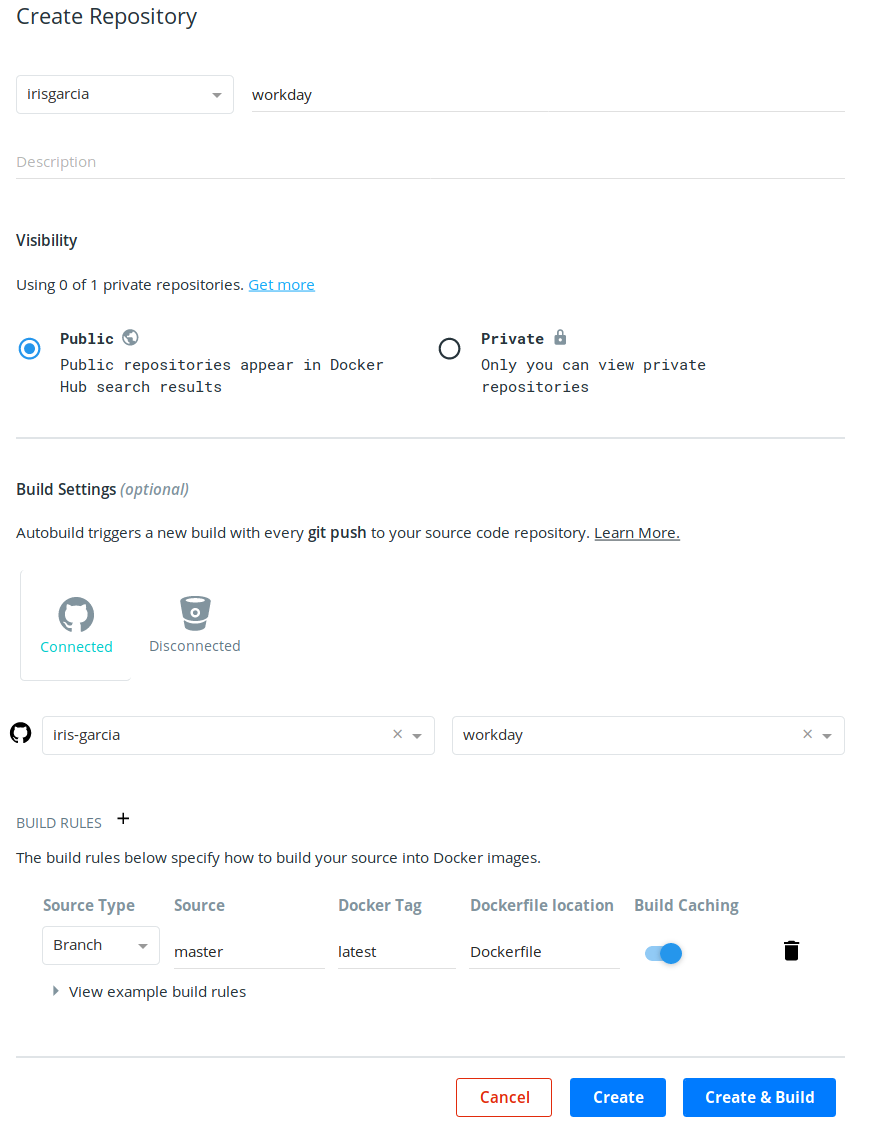 Create Repository
irisgarcia workday
Description
Visibility
Using 0 of 1 private repositories. Get more
Public
Public repositories appear in Docker
Hub search results
Private
Only you can view private
repositories
Build Settings (optional)
Autobuild triggers a new build with every git push to your source code repository. Learn More.
Connected Disconnected
iris-garcia × workday ×
BUILD RULES +
The build rules below specify how to build your source into Docker images.
Source Type Source Docker Tag Dockerfile location Build Caching
Branch master latest Dockerfile
View example build rules
Cancel Create Create & Build